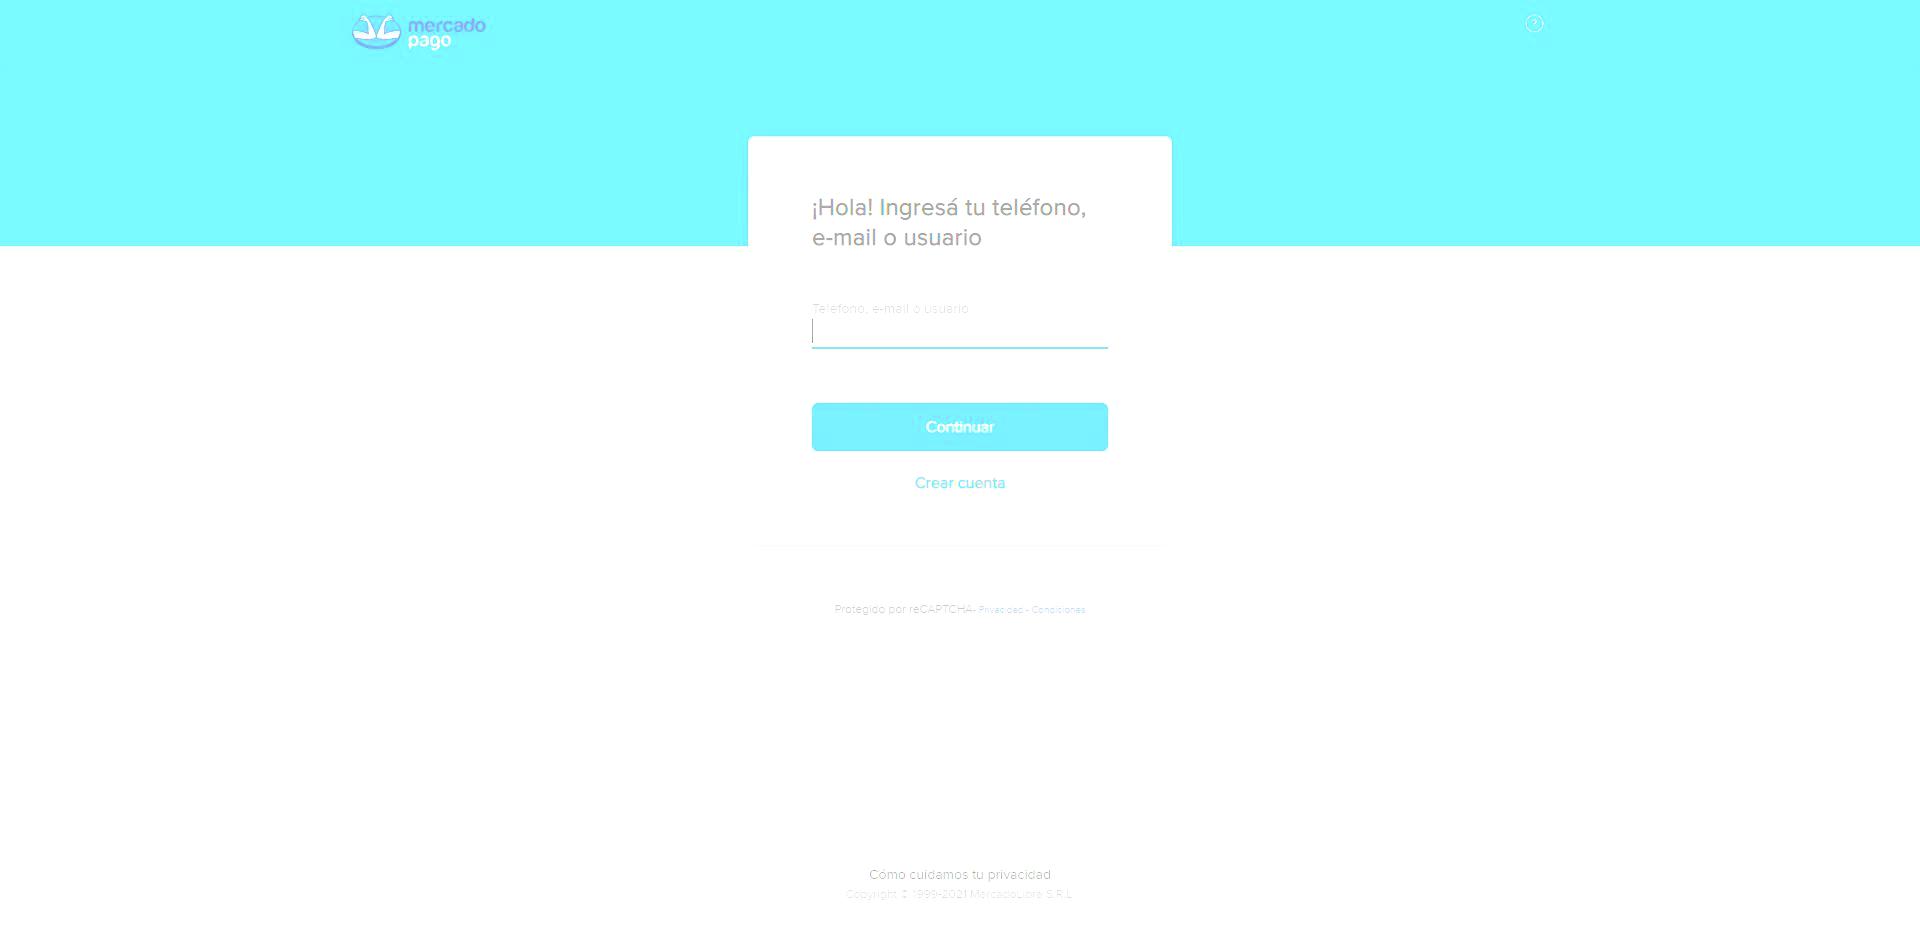 mercado
pago
?
¡Hola! Ingresá tu teléfono,
e-mail o usuario
Teléfono, e-mail o usuario
Continuar
Crear cuenta
Protegido por reCAPTCHA- Privacidad - Condiciones
Cómo cuidamos tu privacidad
Copyright © 1999-2021 MercadoLibre S.R.L.